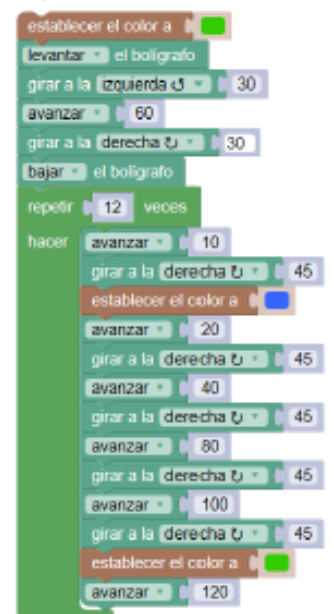 establecer el color a
levantar el bolígrafo
girar a la izquierda ↺ 30
avanzar 60
girar a la derecha ↻ 30
bajar el bolígrafo
repetir 12 veces
hacer avanzar 10
girar a la derecha ↻ 45
establecer el color a
avanzar 20
girar a la derecha ↻ 45
avanzar 40
girar a la derecha ↻ 45
avanzar 80
girar a la derecha ↻ 45
avanzar 100
girar a la derecha ↻ 45
establecer el color a
avanzar 120